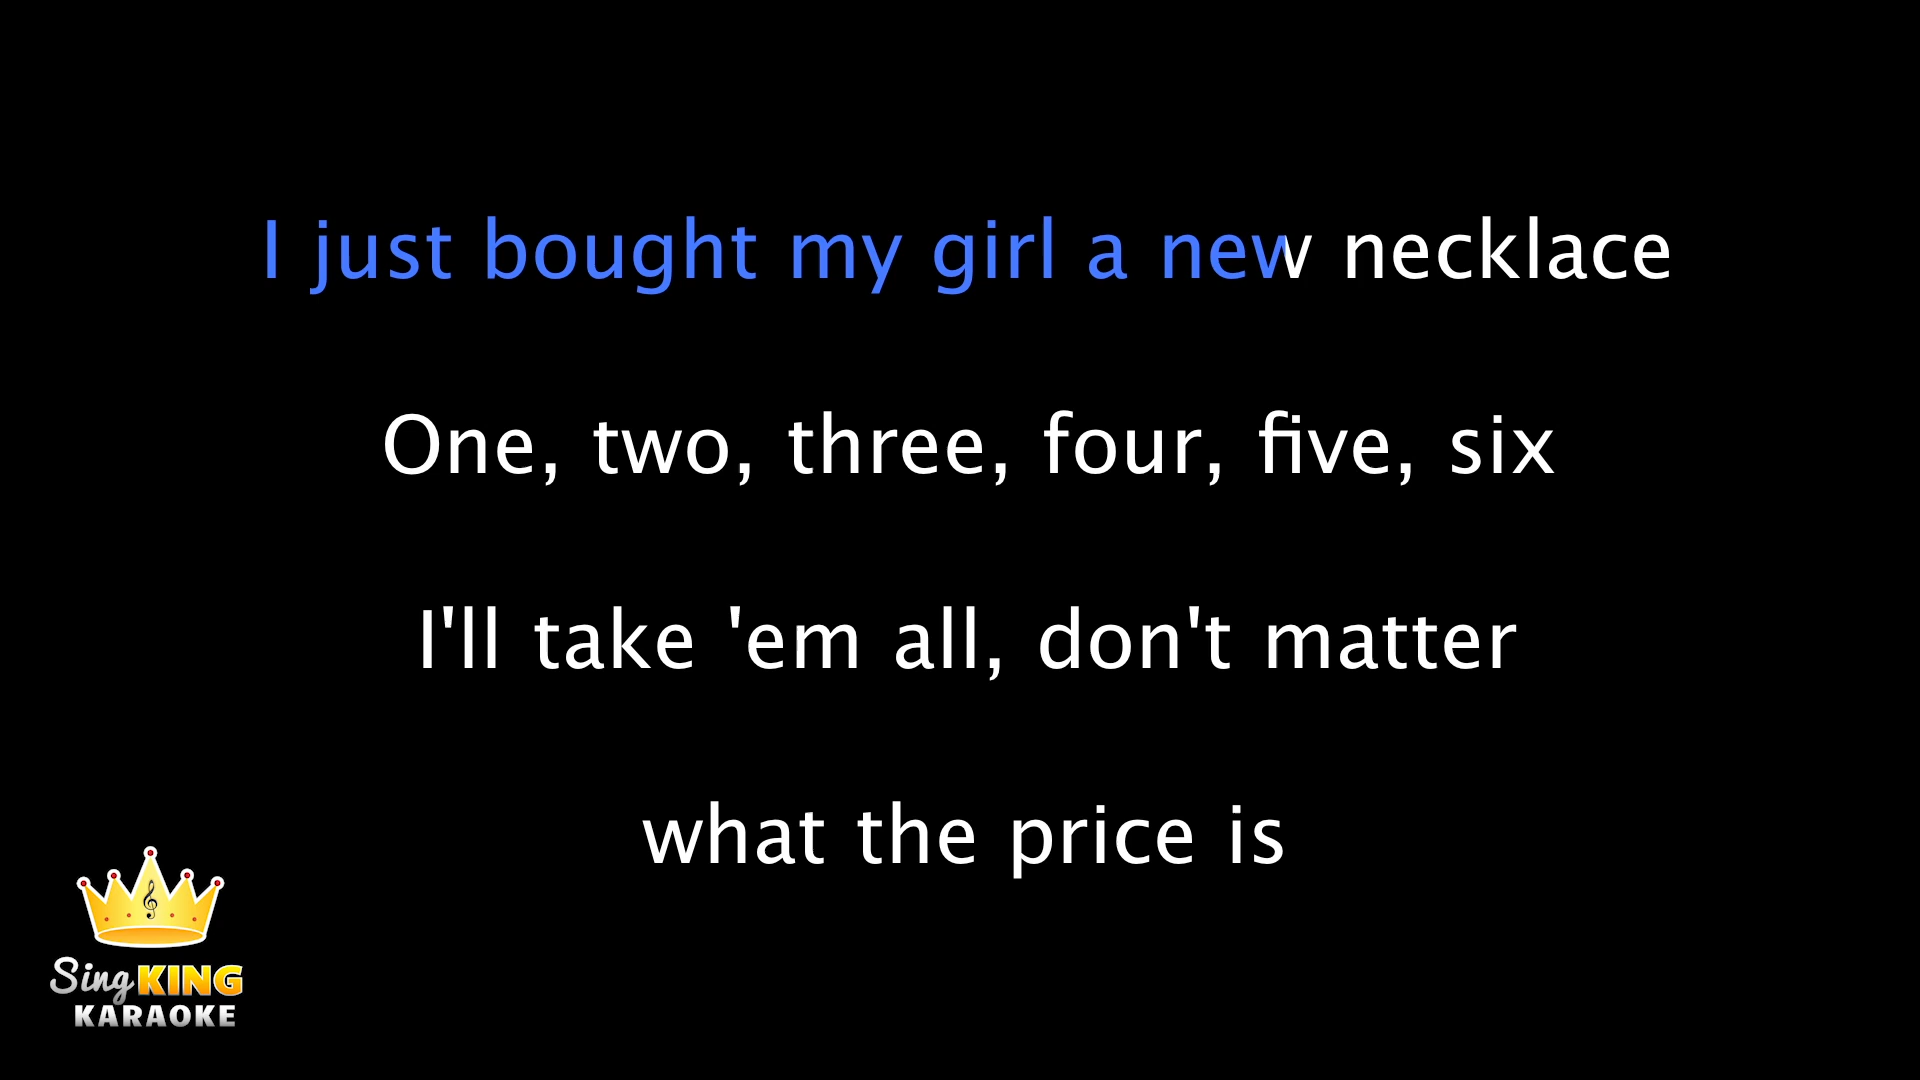 I just bought my girl a new necklace
One, two, three, four, five, six
I'll take 'em all, don't matter
what the price is
Sing KING
KARAOKE